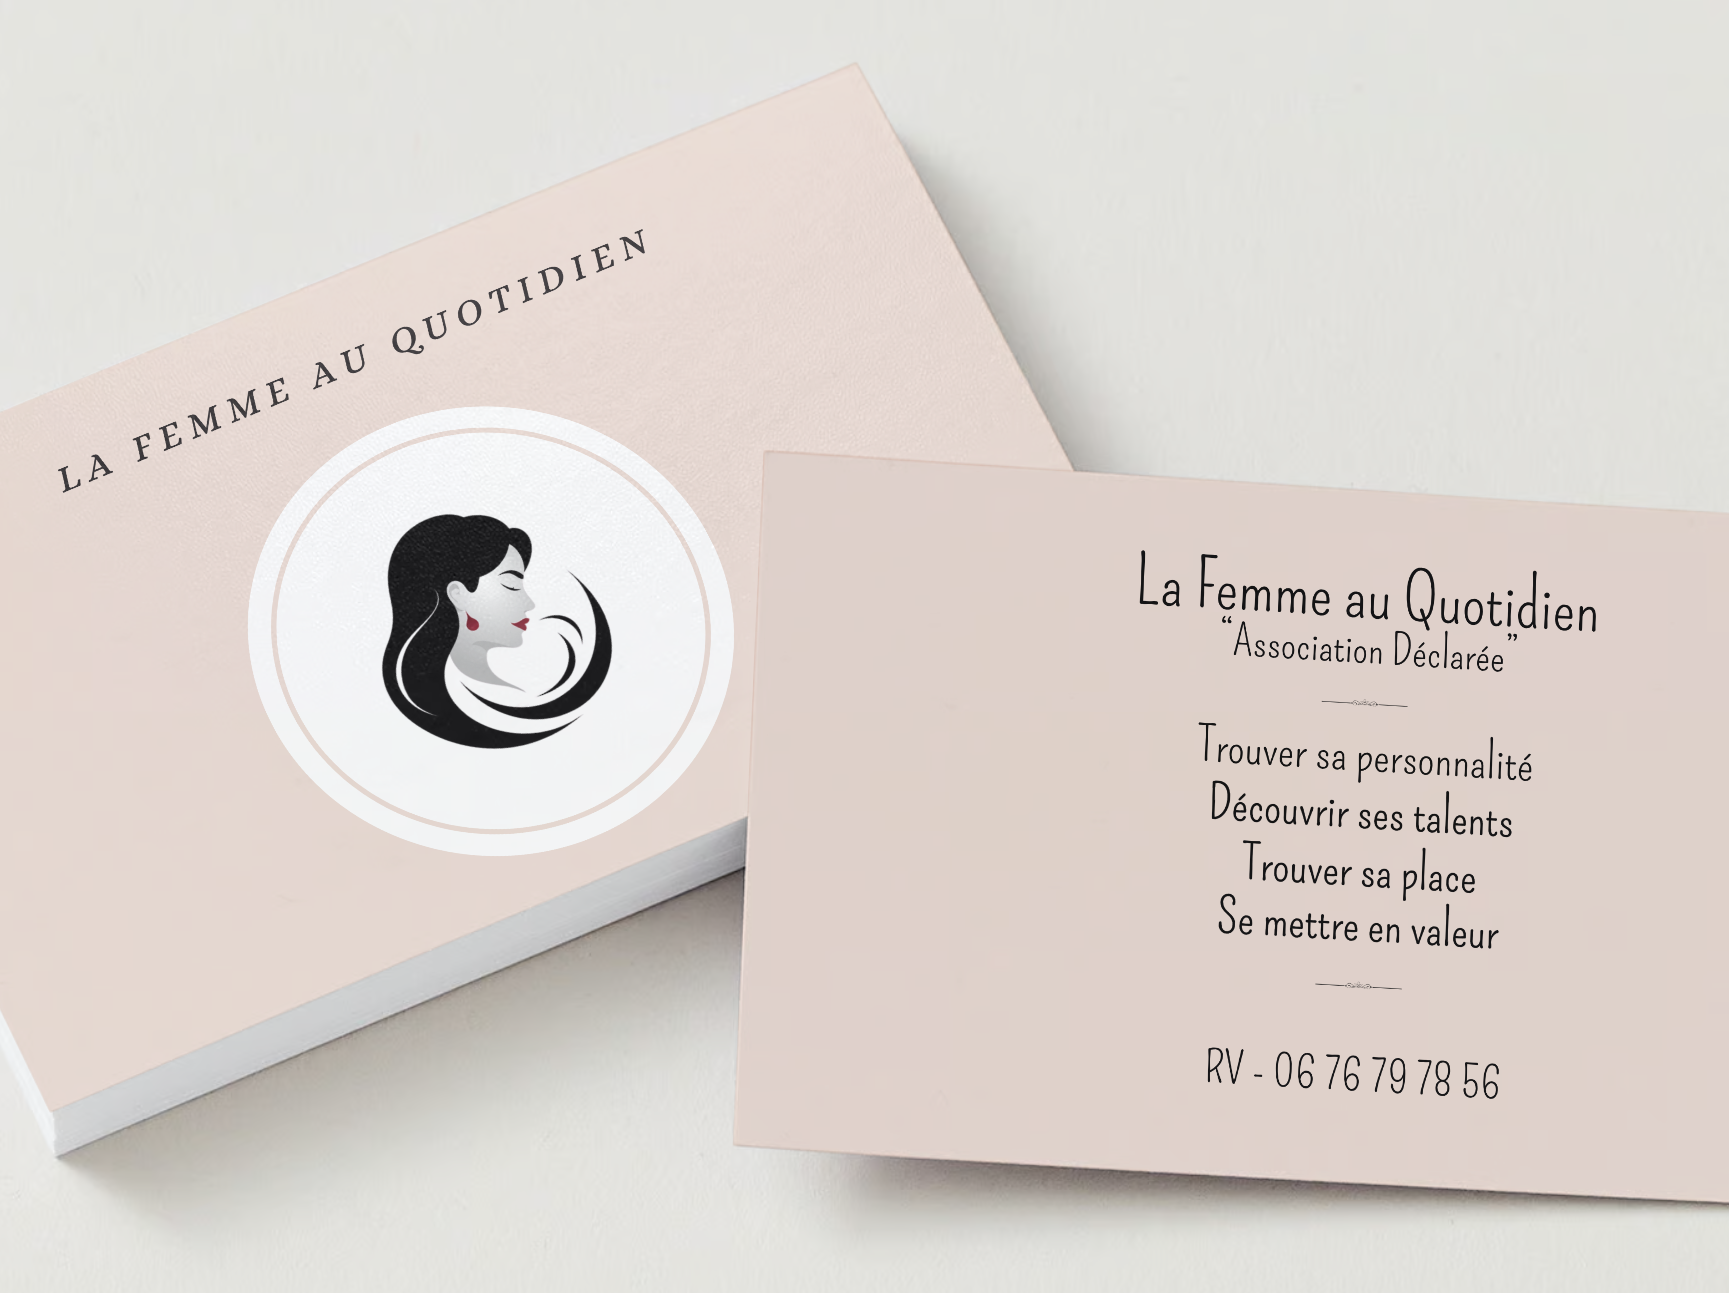 LA FEMME AU QUOTIDIEN
La Femme au Quotidien
“Association Déclarée”
Trouver sa personnalité
Découvrir ses talents
Trouver sa place
Se mettre en valeur
RV - 06 76 79 78 56